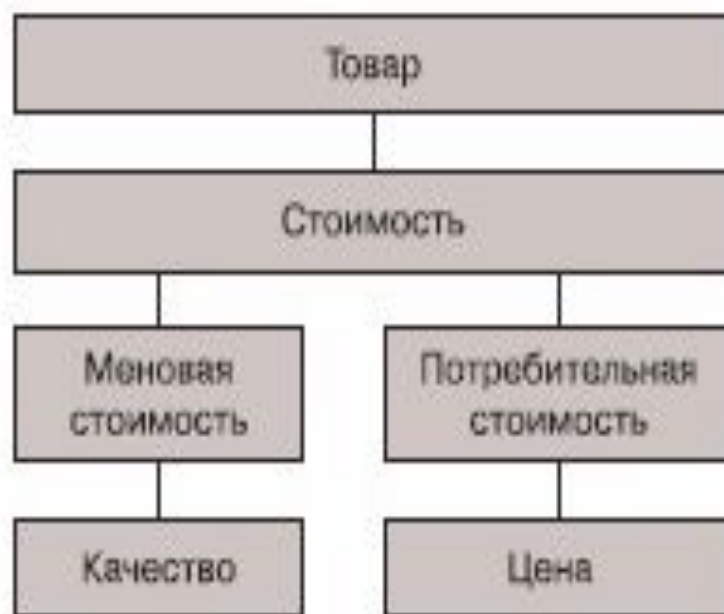 Товар
Стоимость
Меновая
стоимость
Потребительная
стоимость
Качество
Цена